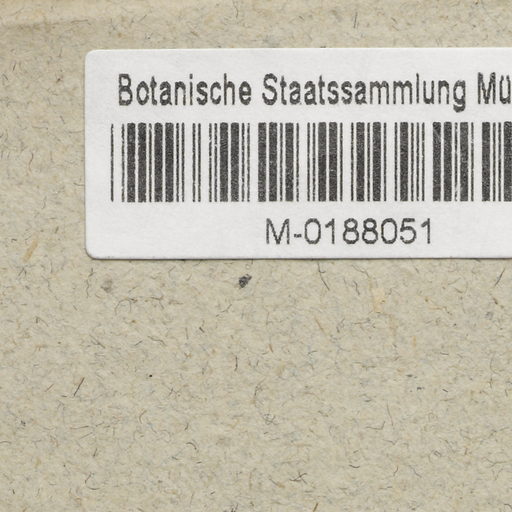 Botanische Staatssammlung Mü
M-0188051